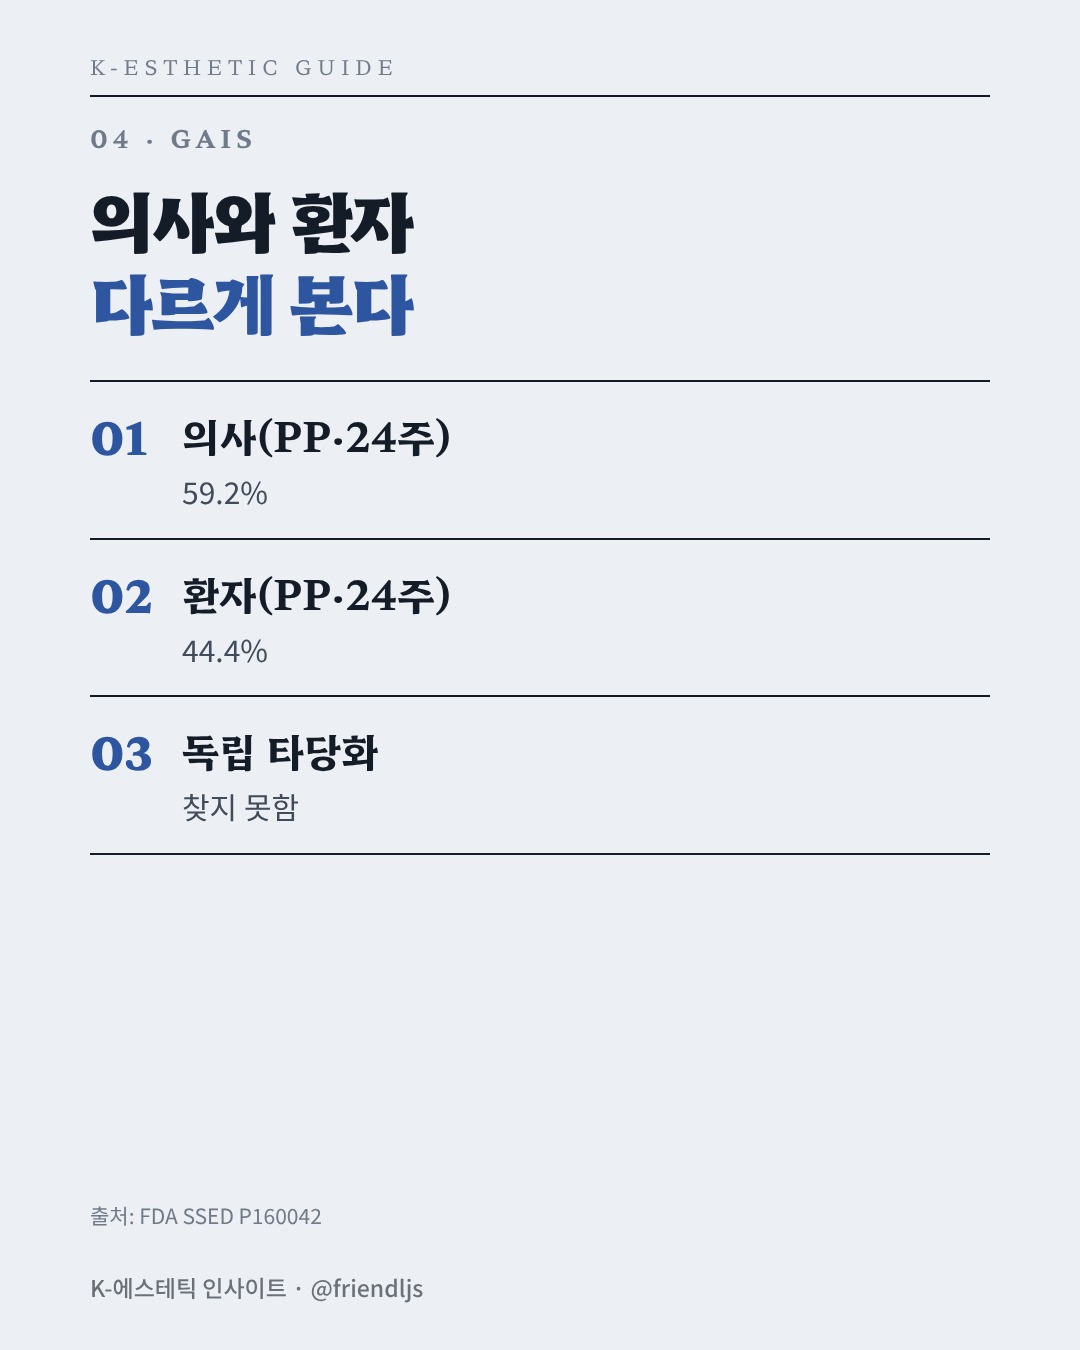 K-ESTHETIC GUIDE
04 · GAIS
의사와 환자
다르게 본다
01 의사(PP·24주)
59.2%
02 환자(PP·24주)
44.4%
03 독립 타당화
찾지 못함
출처: FDA SSED P160042
K-에스테틱 인사이트 · @friendljs